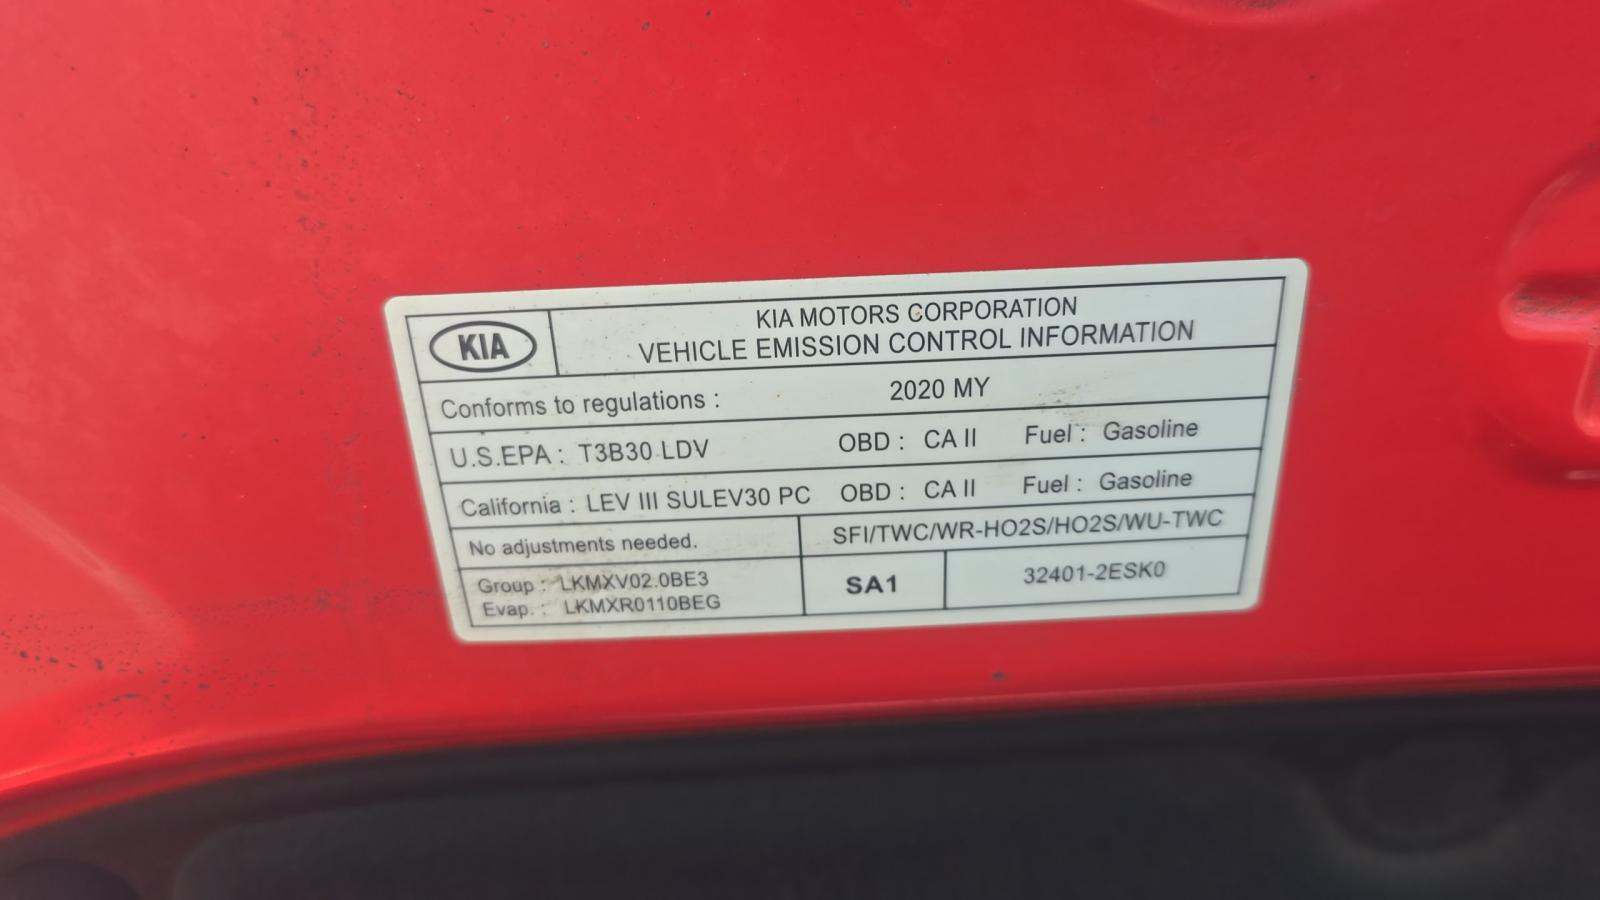 KIA
KIA MOTORS CORPORATION
VEHICLE EMISSION CONTROL INFORMATION
Conforms to regulations : 2020 MY
U.S.EPA : T3B30 LDV OBD : CA II Fuel : Gasoline
California : LEV III SULEV30 PC OBD : CA II Fuel : Gasoline
No adjustments needed. SFI/TWC/WR-HO2S/HO2S/WU-TWC
Group : LKMXV02.0BE3
Evap. : LKMXR0110BEG
SA1
32401-2ESK0